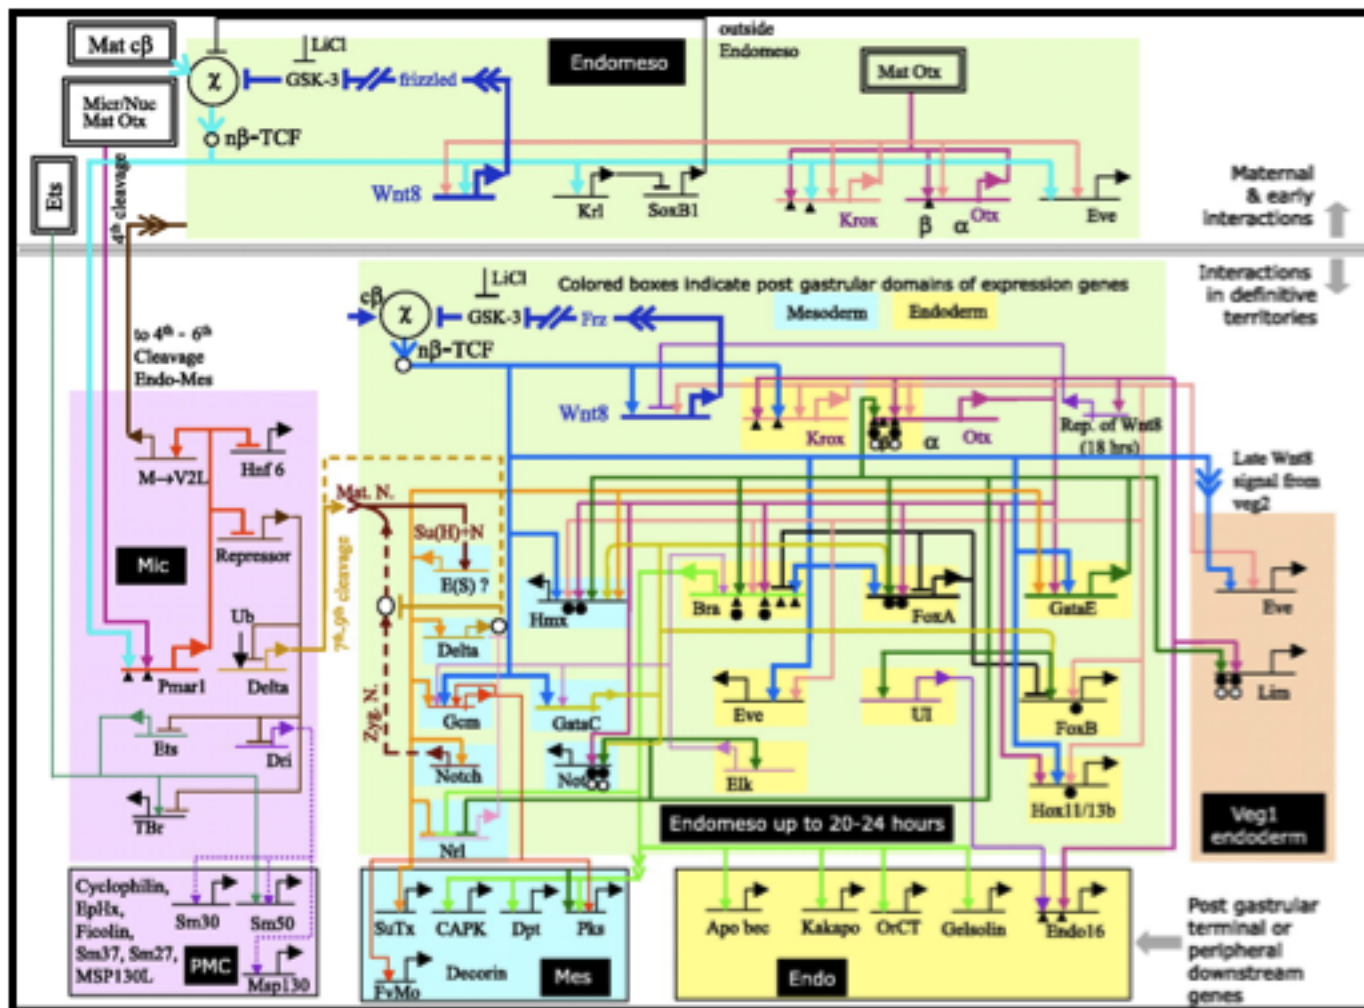 Mat cβ
LiCl
outside
Endomeso
χ
GSK-3
frizzled
Endomeso
Mat Otx
Micr/Nuc
Mat Otx
nβ-TCF
Ets
4th cleavage
Wnt8
Krl
SoxB1
Krox
β
α
Otx
Eve
Maternal
& early
interactions
Interactions
in definitive
territories
cβ
χ
LiCl
GSK-3
Frz
Colored boxes indicate post gastrular domains of expression genes
Mesoderm
Endoderm
nβ-TCF
to 4th - 6th
Cleavage
Endo-Mes
Wnt8
Krox
α
Otx
Rep. of Wnt8
(18 hrs)
M→V2L
Hnf 6
Mat. N.
Su(H)+N
Late Wnt8
signal from
veg2
Mic
Repressor
E(S) ?
7th,9th cleavage
Hmx
Bra
FoxA
GataE
Eve
Ub
Delta
Pmar1
Delta
Lim
Zyg. N.
Gcm
GataC
Eve
UI
FoxB
Ets
Dri
Notch
Not
Elk
Hox11/13b
TBr
Nrl
Endomeso up to 20-24 hours
Veg1
endoderm
Cyclophilin,
EpHx,
Ficolin,
Sm37, Sm27,
MSP130L
Sm30
Sm50
PMC
Msp130
SuTx
CAPK
Dpt
Pks
FvMo
Decorin
Mes
Apo bec
Kakapo
OrCT
Gelsolin
Endo16
Endo
Post gastrular
terminal or
peripheral
downstream
genes